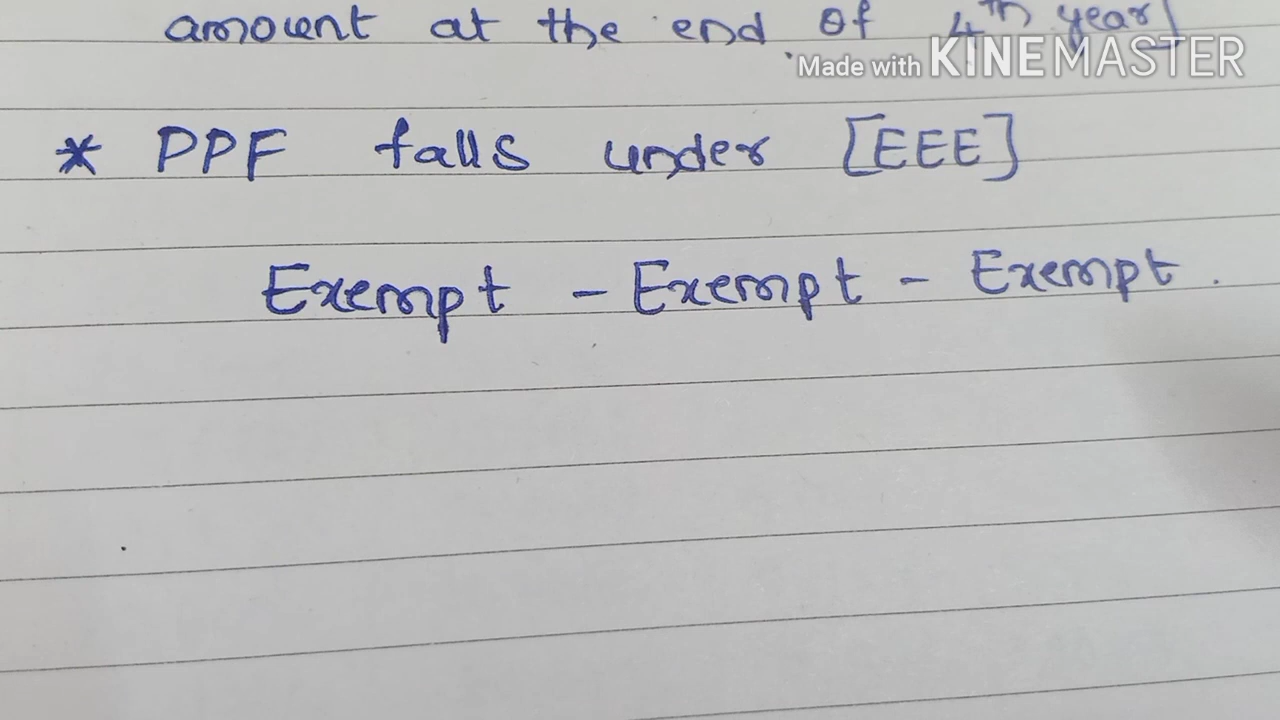 amount at the end of 4th year]
Made with KINEMASTER
* PPF falls under [EEE]
Exempt - Exempt - Exempt.